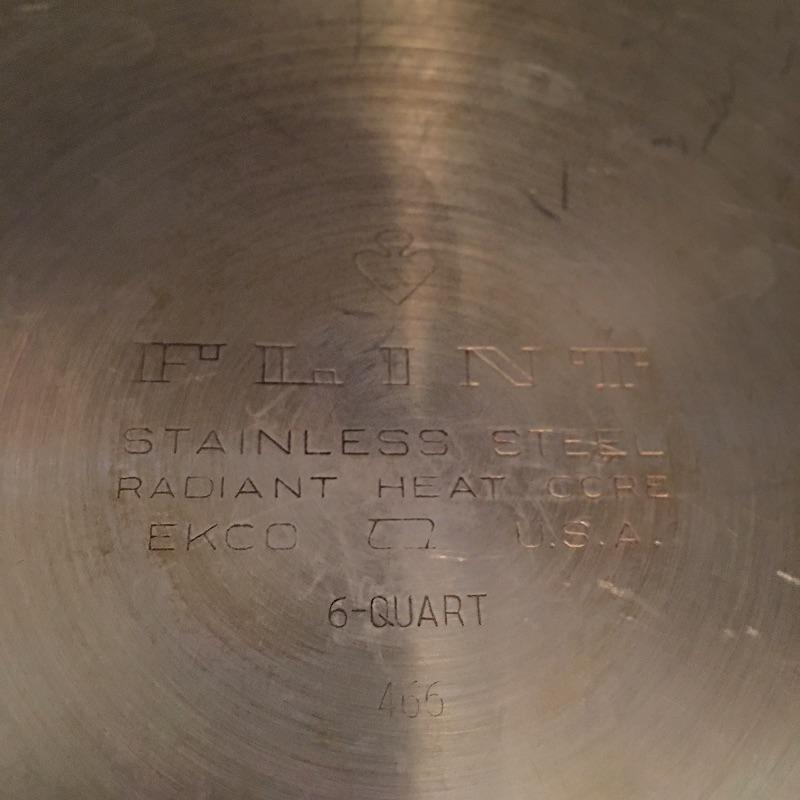 FLINT
STAINLESS STEEL
RADIANT HEAT CORE
EKCO U.S.A.
6-QUART
466